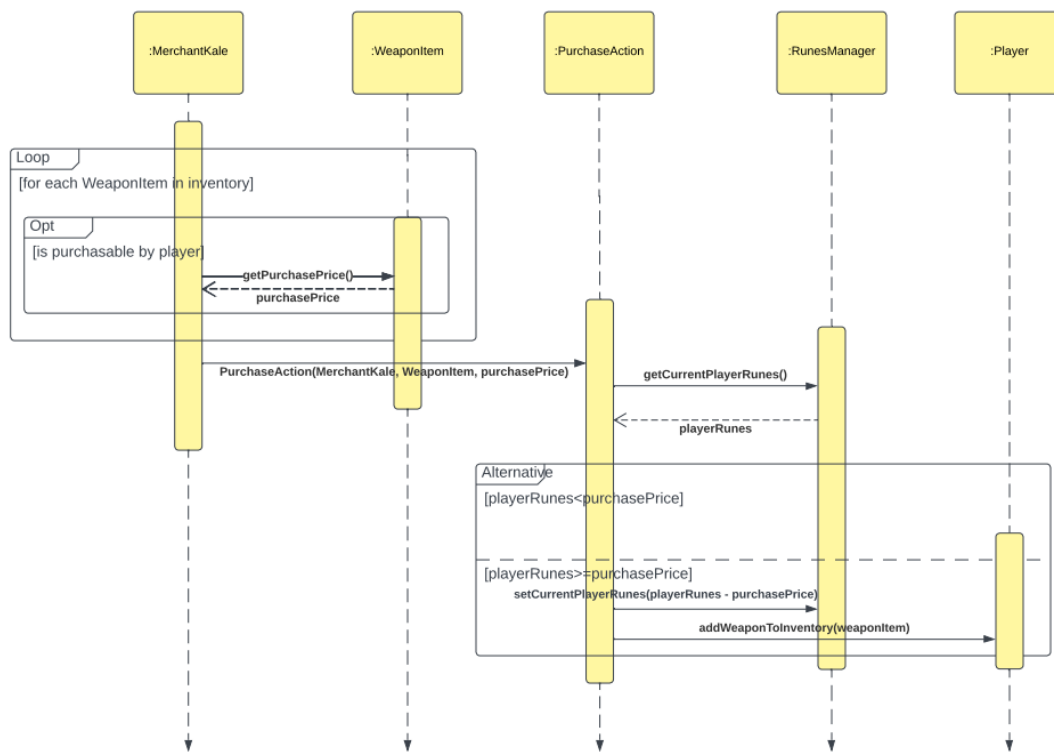 :MerchantKale
:WeaponItem
:PurchaseAction
:RunesManager
:Player
Loop
[for each WeaponItem in inventory]
Opt
[is purchasable by player]
getPurchasePrice()
purchasePrice
PurchaseAction(MerchantKale, WeaponItem, purchasePrice)
getCurrentPlayerRunes()
playerRunes
Alternative
[playerRunes<purchasePrice]
[playerRunes>=purchasePrice]
setCurrentPlayerRunes(playerRunes - purchasePrice)
addWeaponToInventory(weaponItem)